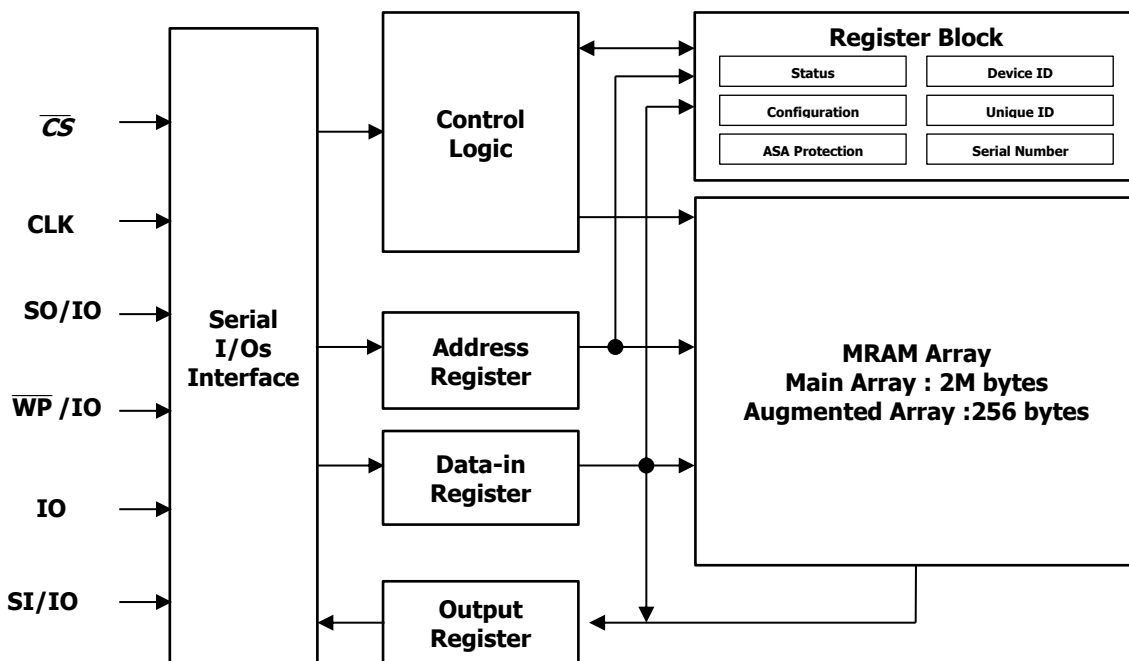 Register Block
Status
Device ID
Configuration
Unique ID
ASA Protection
Serial Number
Control
Logic
C̅S̅
CLK
SO/IO
W̅P̅ /IO
IO
SI/IO
Serial
I/Os
Interface
Address
Register
Data-in
Register
Output
Register
MRAM Array
Main Array : 2M bytes
Augmented Array :256 bytes